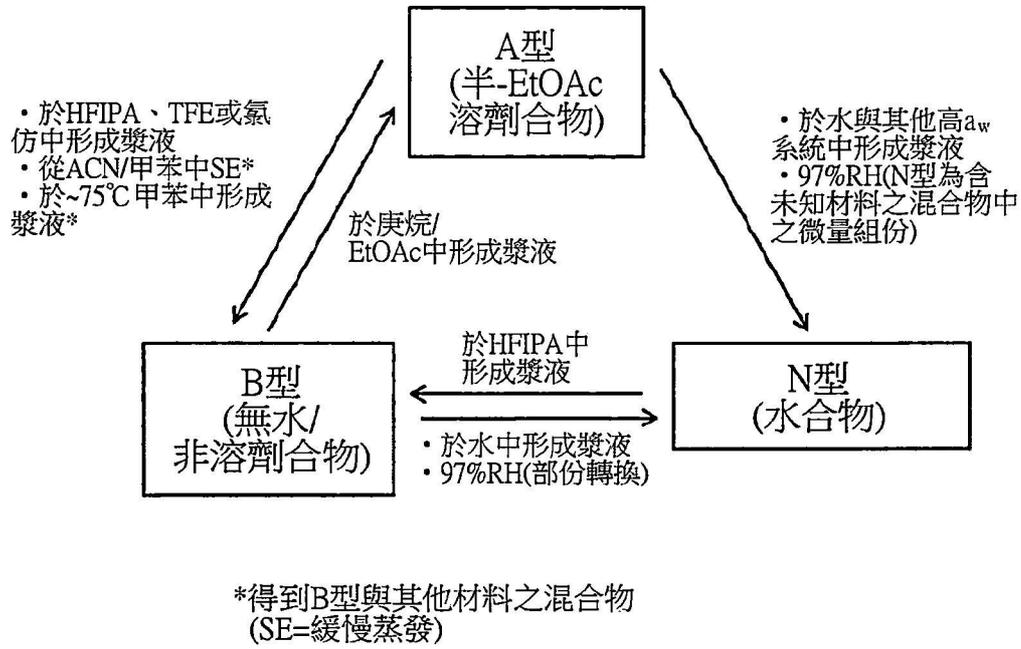 A型
(半-EtOAc
溶劑合物)
・於HFIPA、TFE或氯
仿中形成漿液
・從ACN/甲苯中SE*
・於~75℃甲苯中形成
漿液*
於庚烷/
EtOAc中形成漿液
・於水與其他高aw
系統中形成漿液
・97%RH(N型為含
未知材料之混合物中
之微量組份)
B型
(無水/
非溶劑合物)
於HFIPA中
形成漿液
・於水中形成漿液
・97%RH(部份轉換)
N型
(水合物)
*得到B型與其他材料之混合物
(SE=緩慢蒸發)